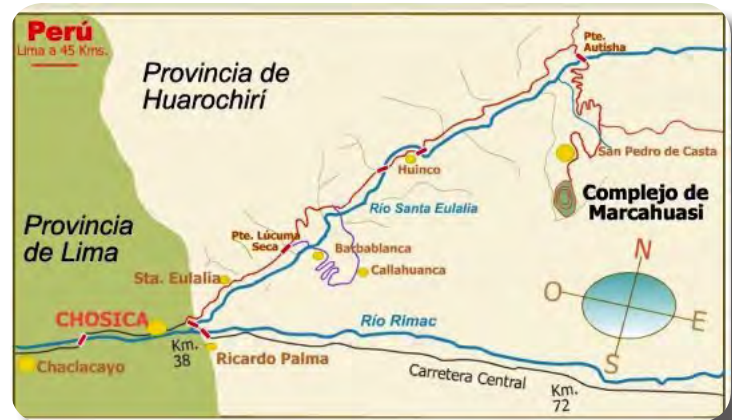 Perú
Lima a 45 Kms.
Provincia de
Huarochirí
Pte.
Autisha
San Pedro de Casta
Huinco
Complejo de
Marcahuasi
Río Santa Eulalia
Provincia
de Lima
Pte. Lúcuma
Seca
Barbablanca
Callahuanca
Sta. Eulalia
N
O
E
S
CHOSICA
Río Rimac
Km.
38
Ricardo Palma
Chaclacayo
Carretera Central
Km.
72